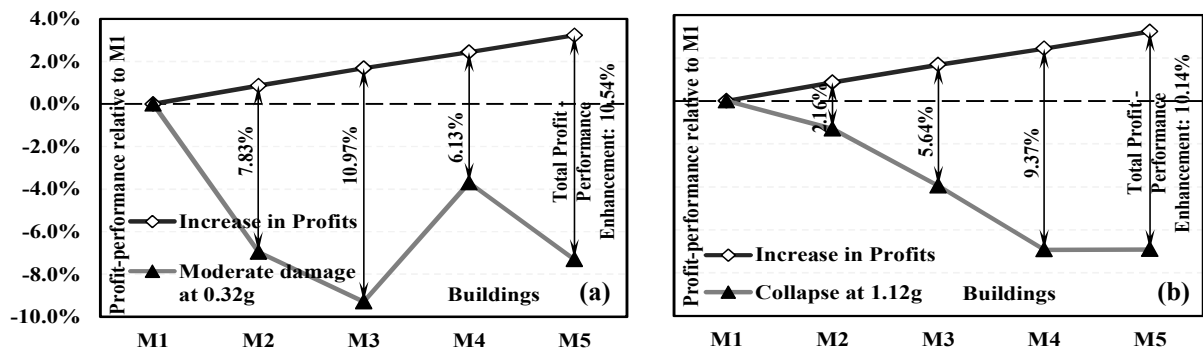 4.0%
2.0%
0.0%
-2.0%
-4.0%
-6.0%
-8.0%
-10.0%
Profit-performance relative to M1
7.83%
10.97%
6.13%
Total Profit -
Performance
Enhancement: 10.54%
Increase in Profits
Moderate damage
at 0.32g
Buildings
(a)
M1 M2 M3 M4 M5
Profit-performance relative to M1
2.16%
5.64%
9.37%
Total Profit -
Performance
Enhancement: 10.14%
Increase in Profits
Collapse at 1.12g
Buildings
(b)
M1 M2 M3 M4 M5